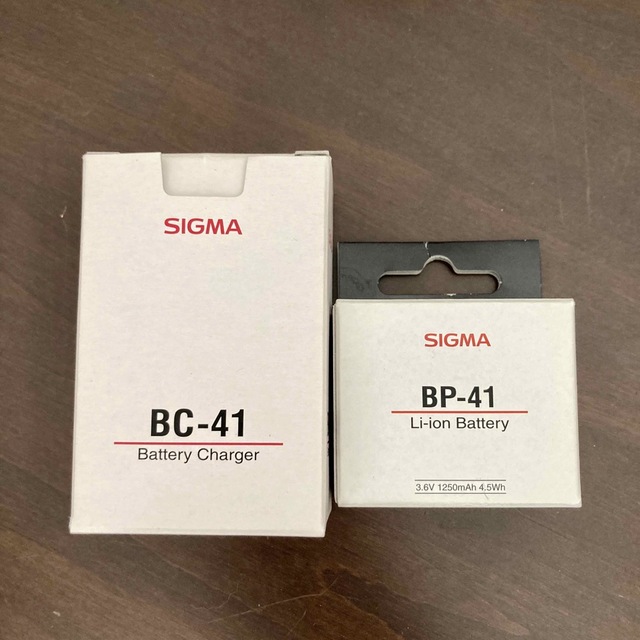 SIGMA
BC-41
Battery Charger
SIGMA
BP-41
Li-ion Battery
3.6V 1250mAh 4.5Wh